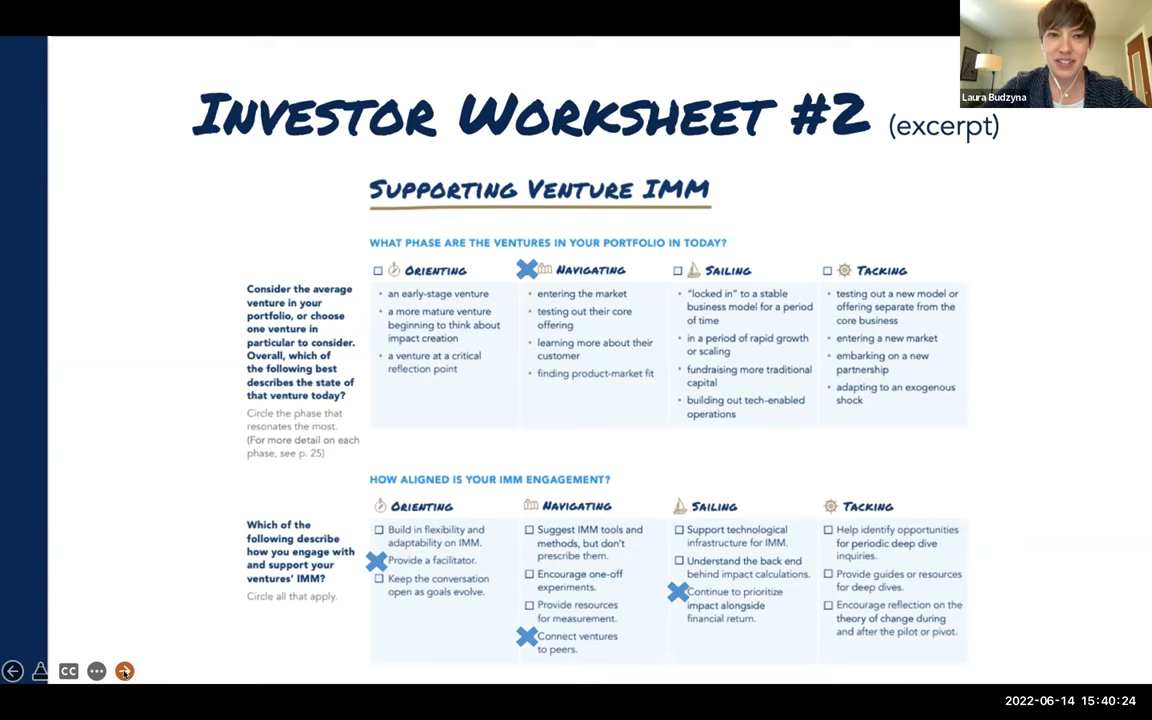 Laura Budzyna
INVESTOR WORKSHEET #2 (excerpt)
SUPPORTING VENTURE IMM
WHAT PHASE ARE THE VENTURES IN YOUR PORTFOLIO IN TODAY?
Consider the average
venture in your
portfolio, or choose
one venture in
particular to consider.
Overall, which of
the following best
describes the state of
that venture today?
Circle the phase that
resonates the most.
(For more detail on each
phase, see p. 25)
ORIENTING
• an early-stage venture
• a more mature venture
beginning to think about
impact creation
• a venture at a critical
reflection point
NAVIGATING
• entering the market
• testing out their core
offering
• learning more about their
customer
• finding product-market fit
SAILING
• "locked in" to a stable
business model for a period
of time
• in a period of rapid growth
or scaling
• fundraising more traditional
capital
• building out tech-enabled
operations
TACKING
• testing out a new model or
offering separate from the
core business
• entering a new market
• embarking on a new
partnership
• adapting to an exogenous
shock
HOW ALIGNED IS YOUR IMM ENGAGEMENT?
Which of the
following describe
how you engage with
and support your
ventures' IMM?
Circle all that apply.
ORIENTING
Build in flexibility and
adaptability on IMM.
Provide a facilitator.
Keep the conversation
open as goals evolve.
NAVIGATING
Suggest IMM tools and
methods, but don't
prescribe them.
Encourage one-off
experiments.
Provide resources
for measurement.
Connect ventures
to peers.
SAILING
Support technological
infrastructure for IMM.
Understand the back end
behind impact calculations.
Continue to prioritize
impact alongside
financial return.
TACKING
Help identify opportunities
for periodic deep dive
inquiries.
Provide guides or resources
for deep dives.
Encourage reflection on the
theory of change during
and after the pilot or pivot.
CC
2022-06-14 15:40:24